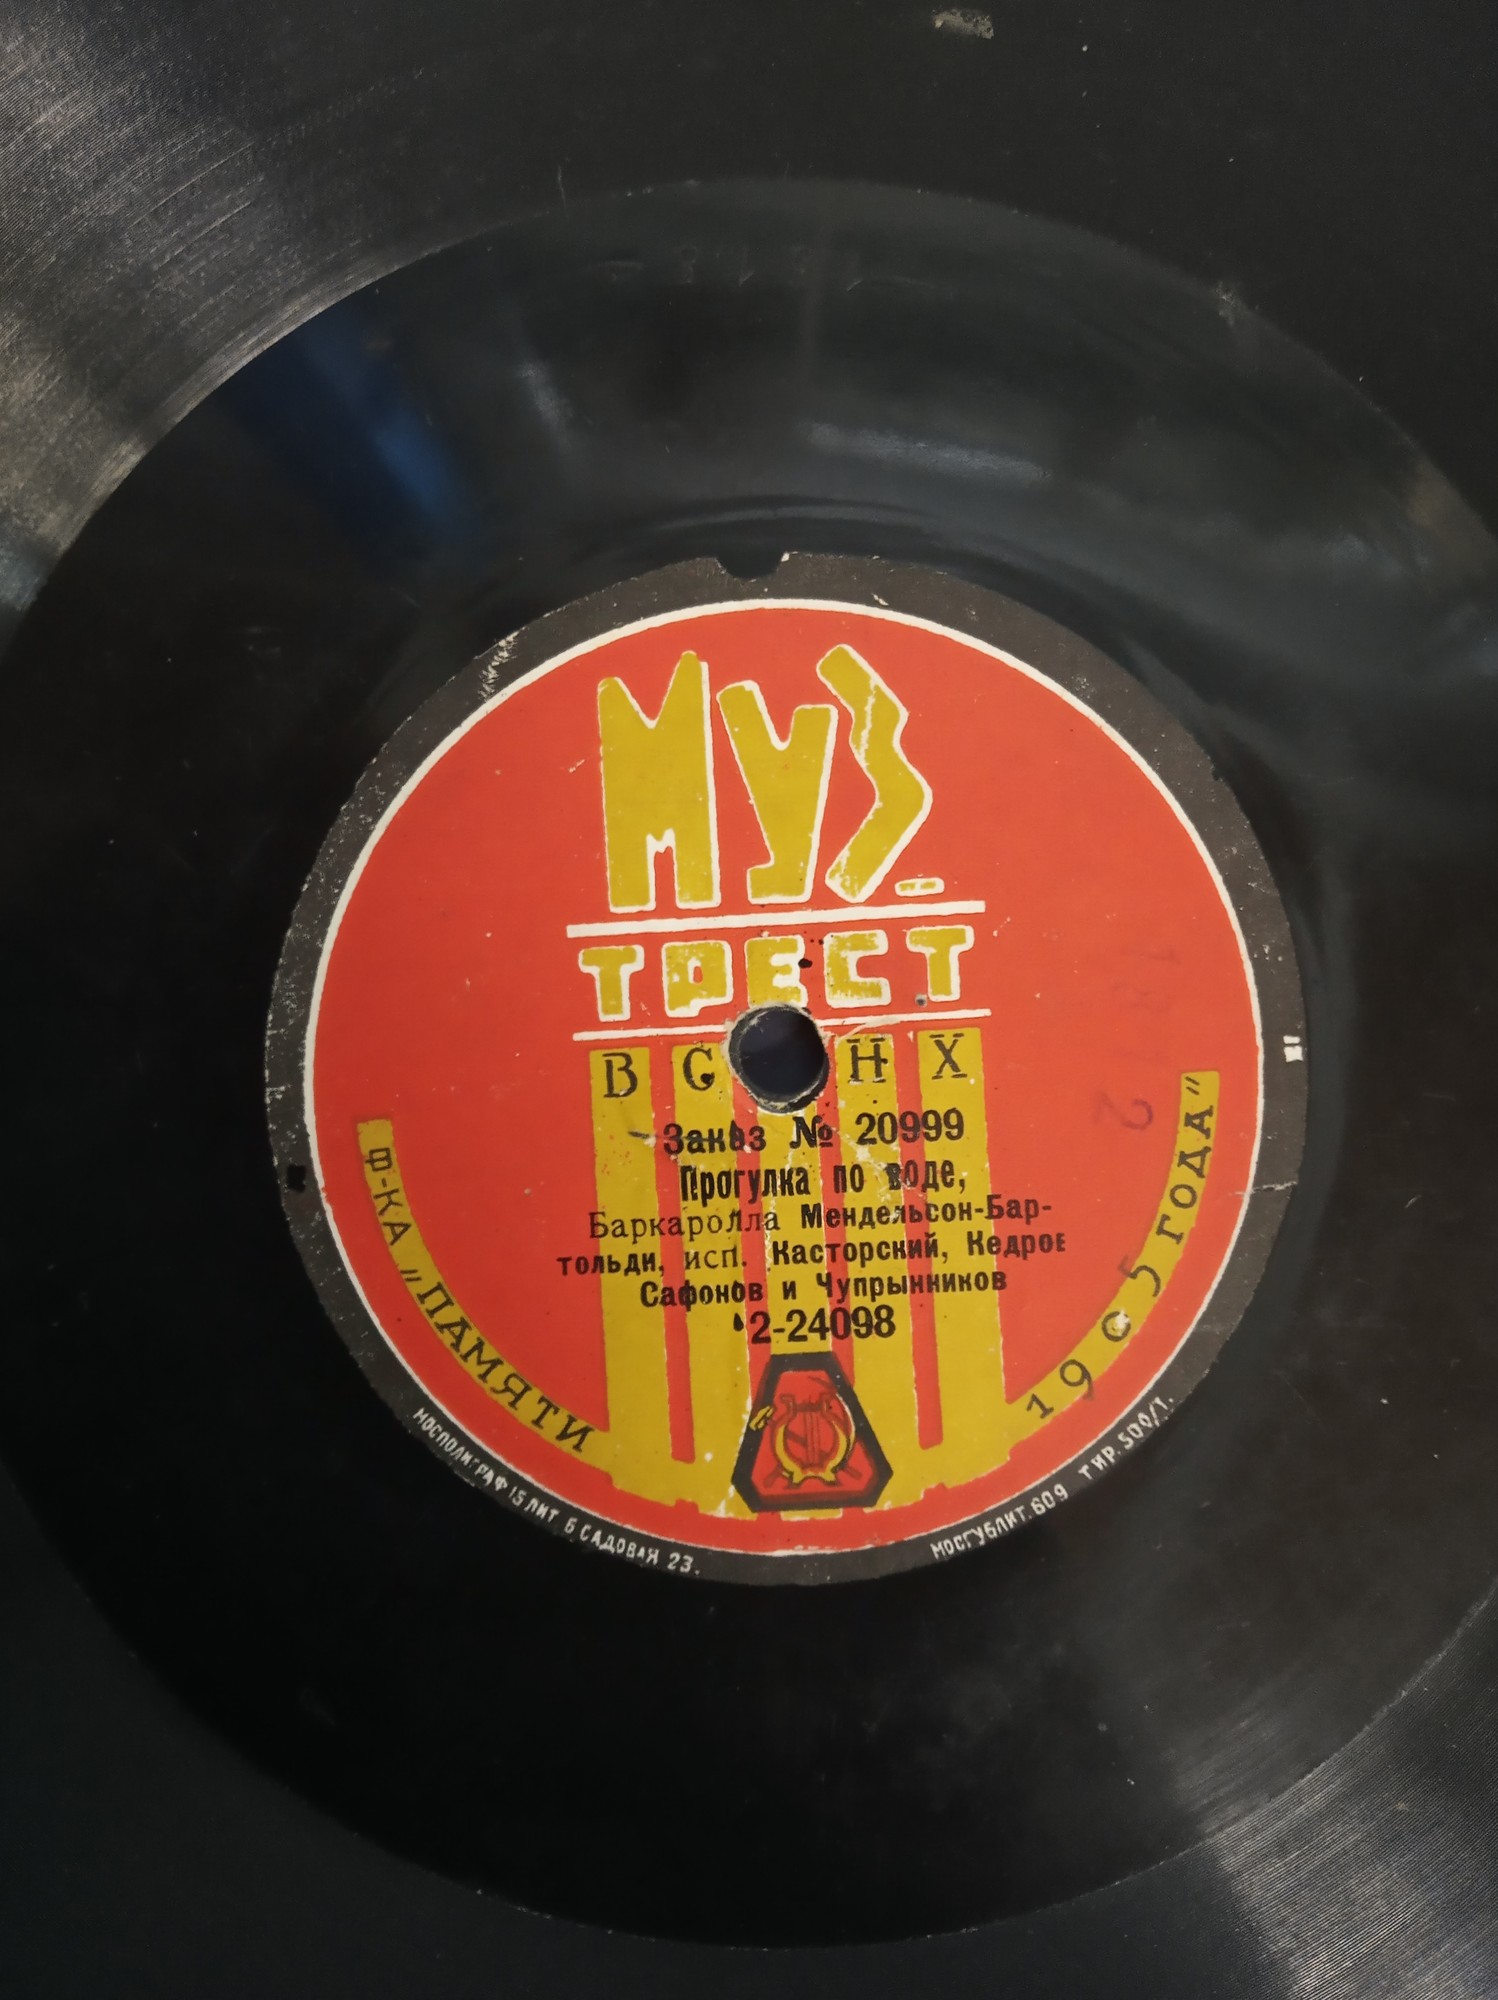 МУЗ-
ТРЕСТ
ВСНХ
Заказ № 20999
Прогулка по воде,
Баркаролла Мендельсон-Бар-
тольди, исп. Касторский, Кедров
Сафонов и Чупрынников
2-24098
Ф-КА „ПАМЯТИ
1905 ГОДА”
МОСПОЛИГРАФ 15 ЛИТ Б САДОВАЯ 23.
МОСГУБЛИТ. 609 ТИР. 500/Т.